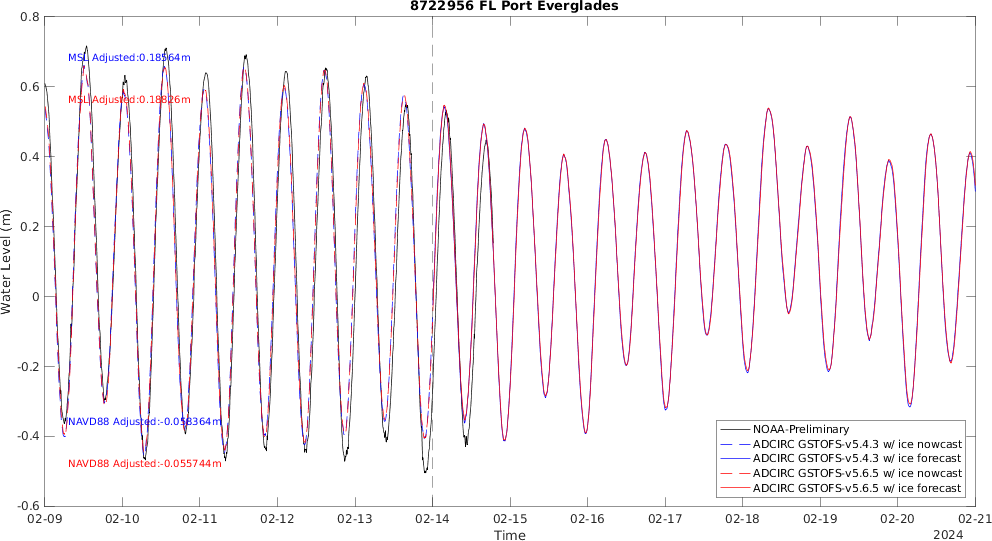 8722956 FL Port Everglades
0.8
0.6
0.4
0.2
0
-0.2
-0.4
-0.6
Water Level (m)
MSL Adjusted:0.18564m
MSL Adjusted:0.18826m
NAVD88 Adjusted:-0.058364m
NAVD88 Adjusted:-0.055744m
NOAA-Preliminary
ADCIRC GSTOFS-v5.4.3 w/ ice nowcast
ADCIRC GSTOFS-v5.4.3 w/ ice forecast
ADCIRC GSTOFS-v5.6.5 w/ ice nowcast
ADCIRC GSTOFS-v5.6.5 w/ ice forecast
02-09 02-10 02-11 02-12 02-13 02-14 02-15 02-16 02-17 02-18 02-19 02-20 02-21
Time
2024